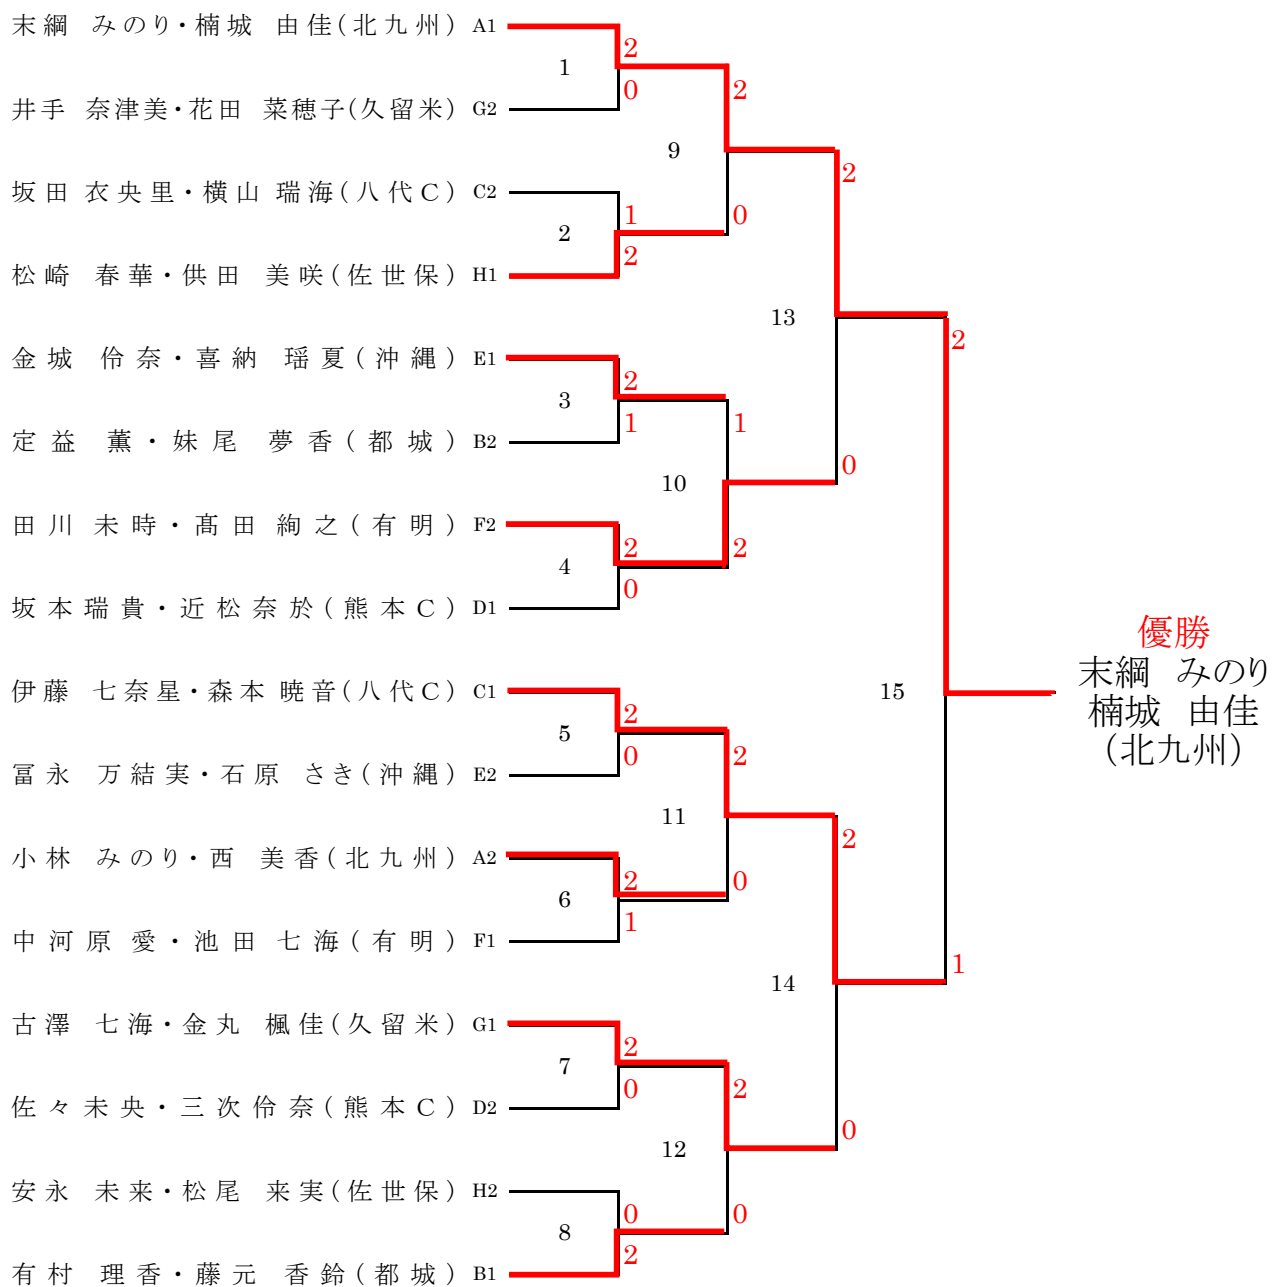 末綱 みのり・楠城 由佳(北九州) A1
2
1
0
2
井手 奈津美・花田 菜穂子(久留米) G2
9
2
坂田 衣央里・横山 瑞海(八代C) C2
1
0
2
2
松崎 春華・供田 美咲(佐世保) H1
13
2
金城 伶奈・喜納 瑶夏(沖縄) E1
2
3
1
1
定益 薫・妹尾 夢香(都城) B2
0
10
田川 未時・髙田 絢之(有明) F2
2
2
4
0
坂本瑞貴・近松奈於(熊本C) D1
優勝
末綱 みのり
楠城 由佳
(北九州)
15
伊藤 七奈星・森本 暁音(八代C) C1
2
5
0
2
冨永 万結実・石原 さき(沖縄) E2
11
2
小林 みのり・西 美香(北九州) A2
2
0
6
1
中河原 愛・池田 七海(有明) F1
1
14
古澤 七海・金丸 楓佳(久留米) G1
2
7
0
2
佐々未央・三次伶奈(熊本C) D2
0
12
安永 未来・松尾 来実(佐世保) H2
0
0
8
2
有村 理香・藤元 香鈴(都城) B1